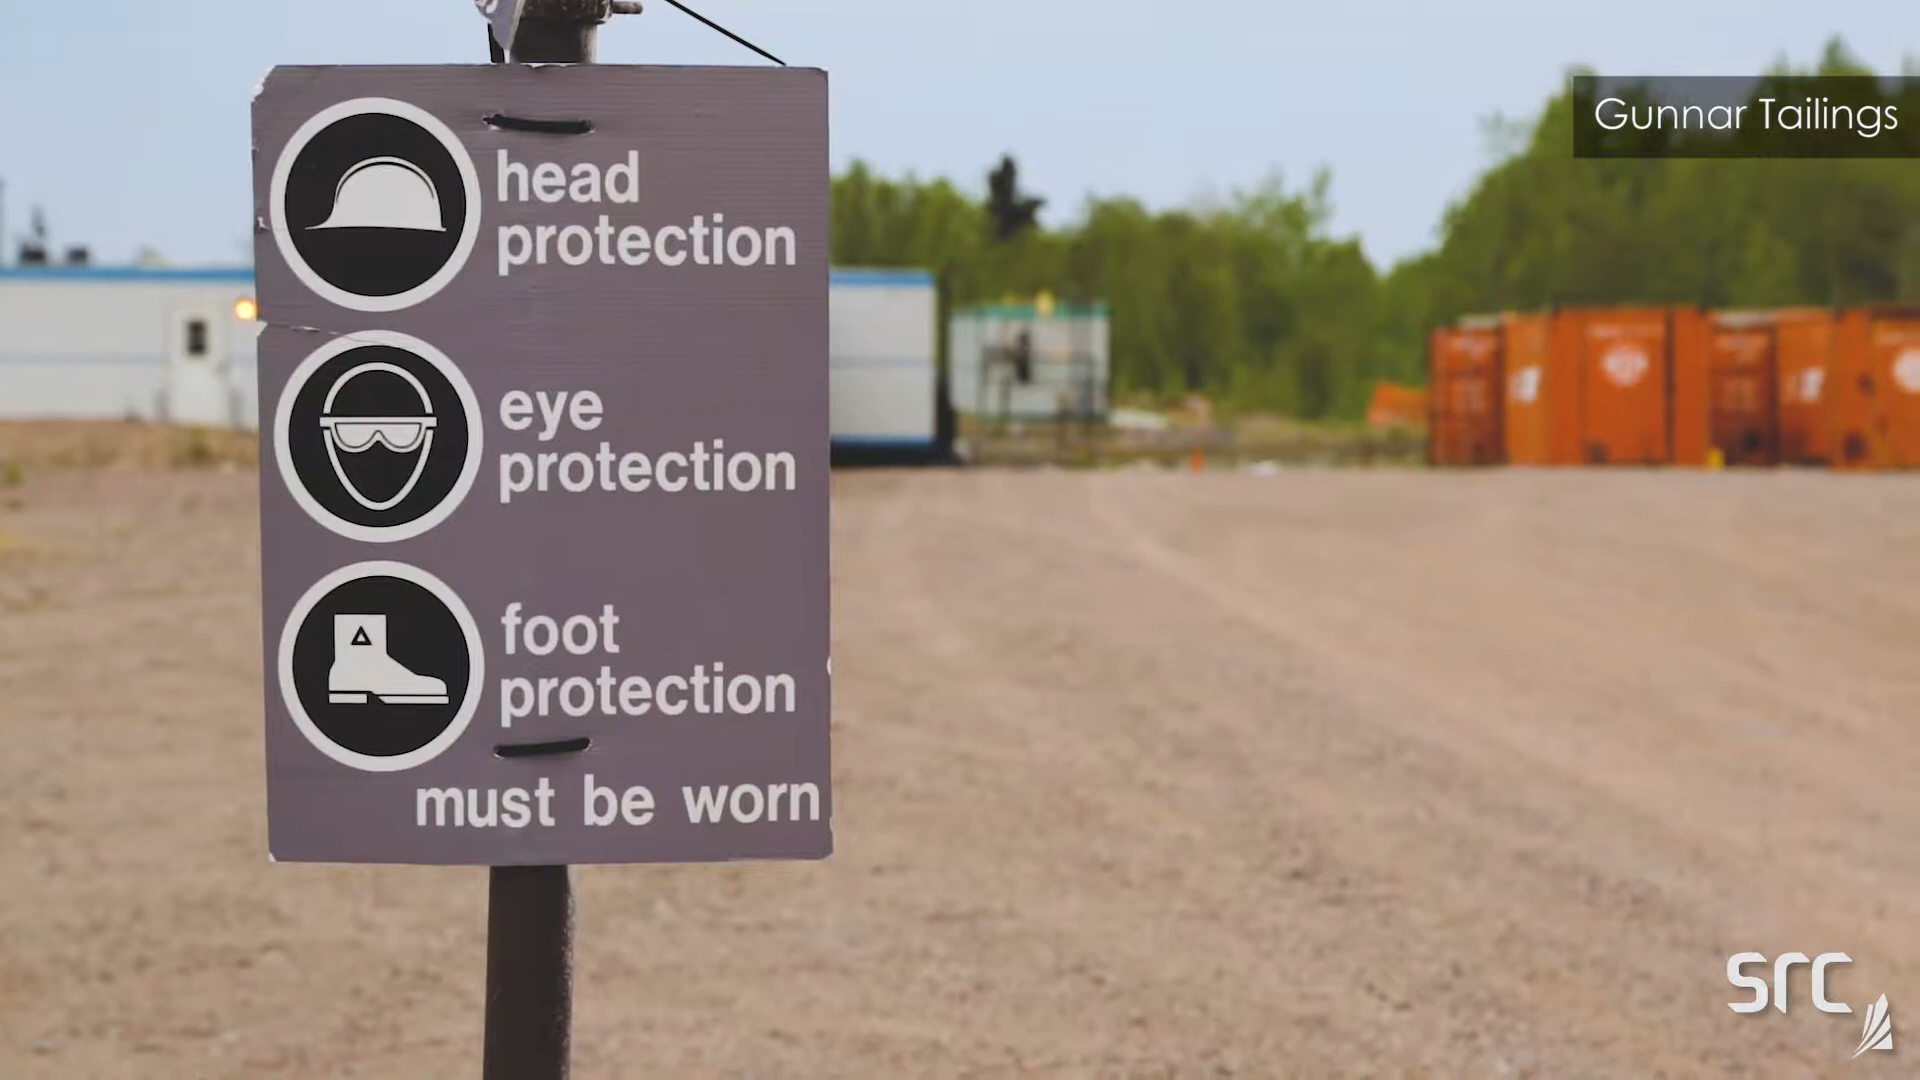 Gunnar Tailings
head
protection
eye
protection
foot
protection
must be worn
src